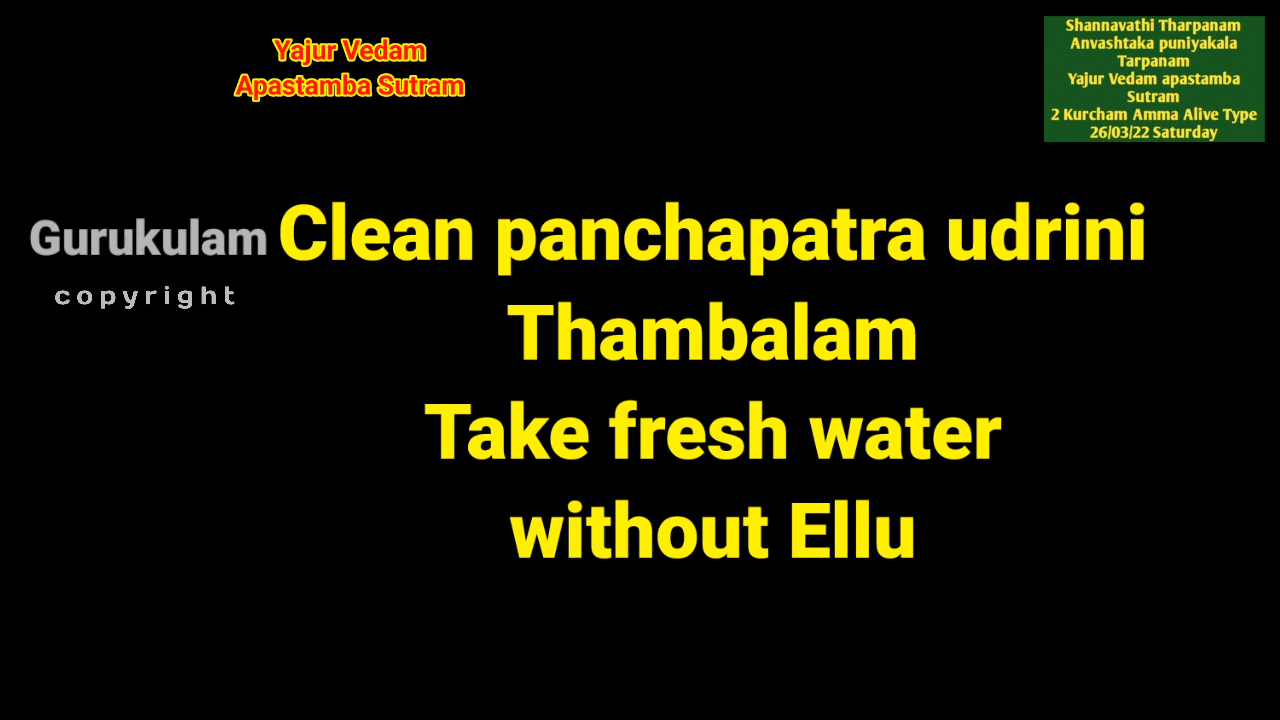 Yajur Vedam
Apastamba Sutram
Shannavathi Tharpanam
Anvashtaka puniyakala
Tarpanam
Yajur Vedam apastamba
Sutram
2 Kurcham Amma Alive Type
26/03/22 Saturday
Gurukulam
copyright
Clean panchapatra udrini
Thambalam
Take fresh water
without Ellu